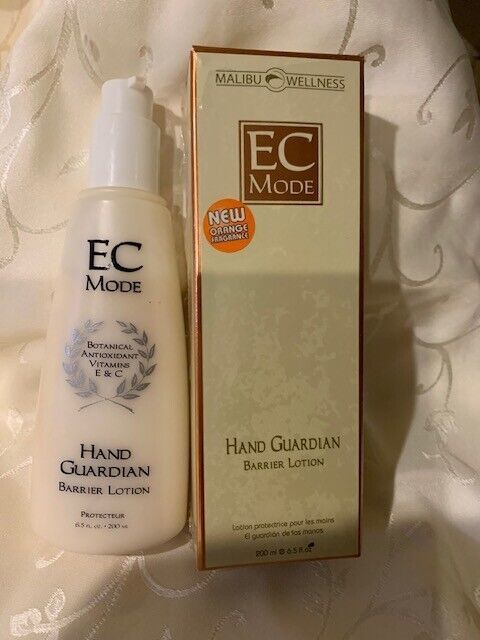 EC
MODE
BOTANICAL
ANTIOXIDANT
VITAMINS
E & C
HAND
GUARDIAN
BARRIER LOTION
PROTECTEUR
6.5 fl. oz. • 200 ml
MALIBU WELLNESS
EC
MODE
NEW
ORANGE
FRAGRANCE
HAND GUARDIAN
BARRIER LOTION
Lotion protectrice pour les mains
El guardián de las manos
200 ml ℮ 6.5 fl. oz